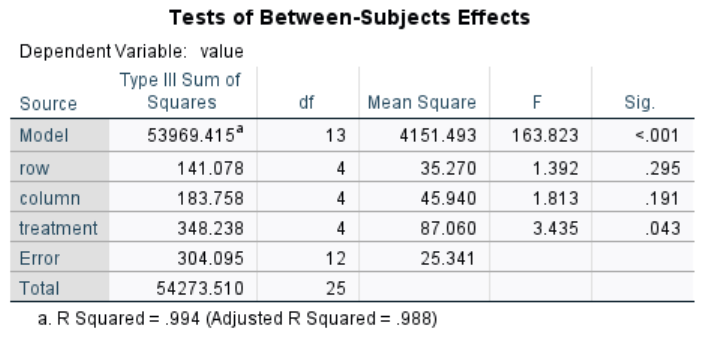 Tests of Between-Subjects Effects
Dependent Variable: value
Source Type III Sum of Squares df Mean Square F Sig.
Model 53969.415a 13 4151.493 163.823 <.001
row 141.078 4 35.270 1.392 .295
column 183.758 4 45.940 1.813 .191
treatment 348.238 4 87.060 3.435 .043
Error 304.095 12 25.341
Total 54273.510 25
a. R Squared = .994 (Adjusted R Squared = .988)